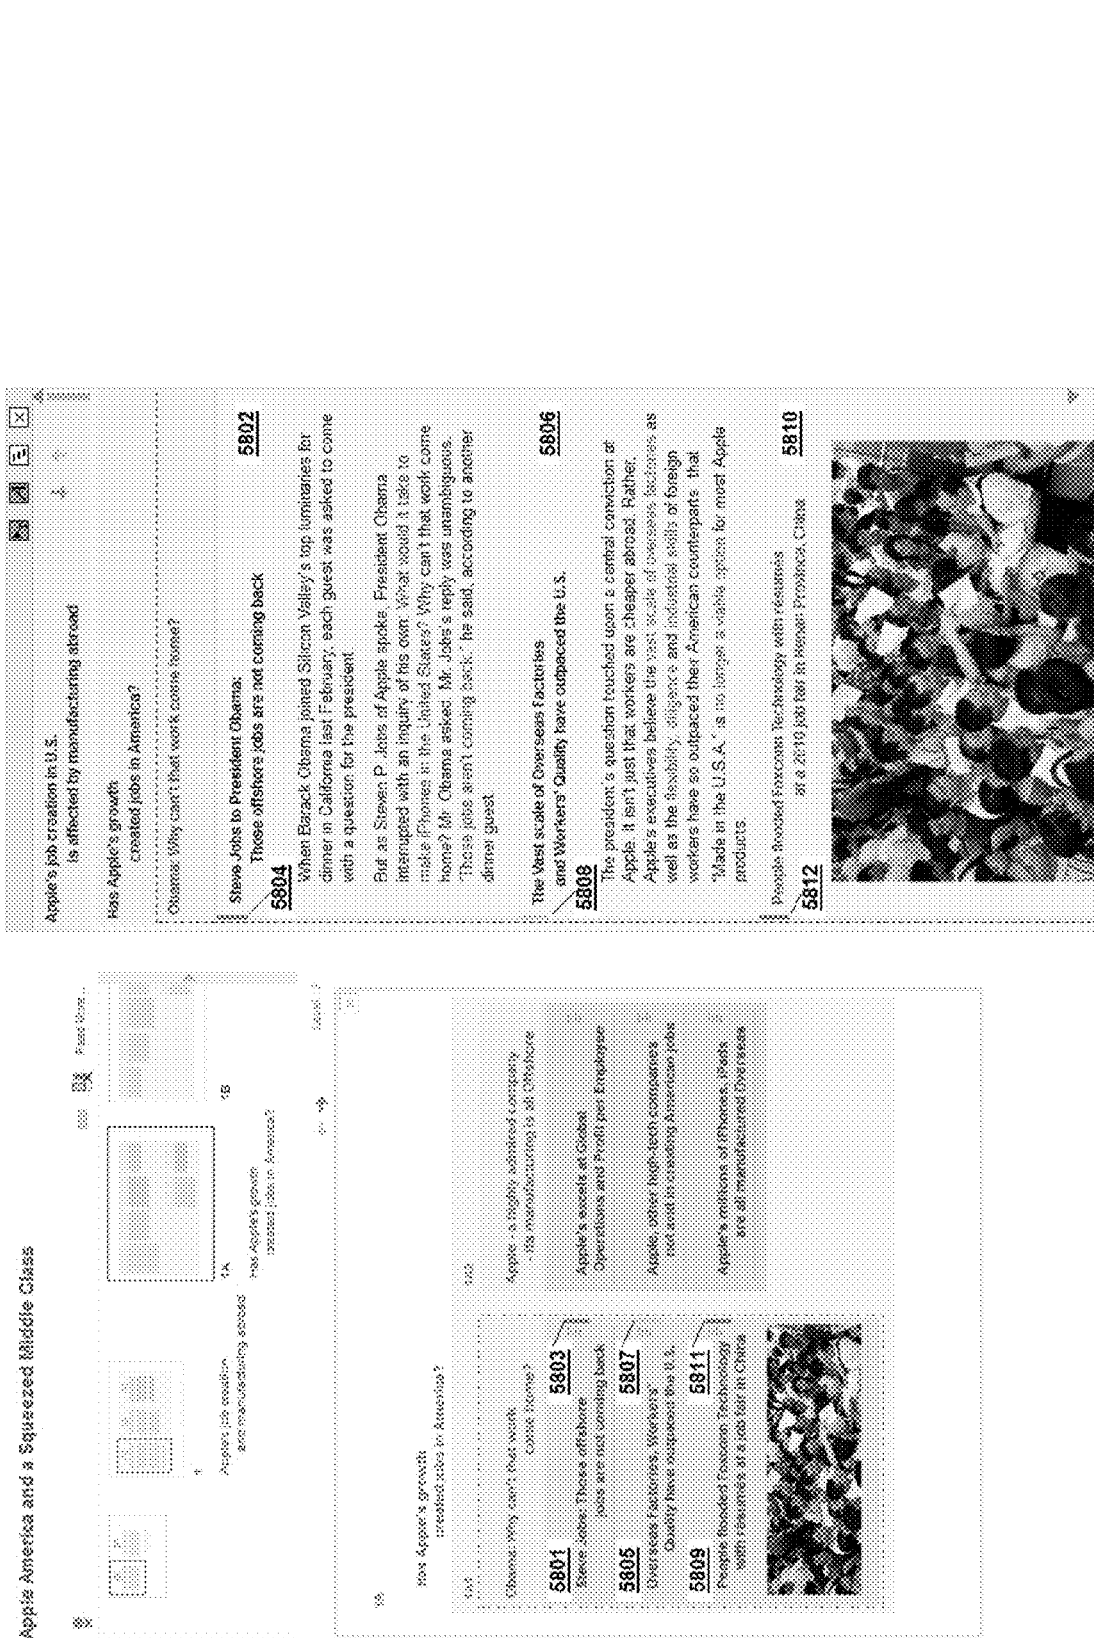 Apple America and a Squeezed Middle Class
Press View...
Apple's job creation
and manufacturing abroad
1A
Has Apple's growth
created jobs in America?
1B
Has Apple's growth
created jobs in America?
Obama: Why can't that work
come home?
5801
5803
Steve Jobs: Those offshore
jobs are not coming back
5805
5807
Overseas Factories, Workers'
Quality have outpaced the U.S.
5809
5811
People flooded Foxconn Technology
with resumes at a job fair in China
Apple - a highly admired company
- its manufacturing is all Offshore
Apple's excels at Global
Operations and Profit per Employee
Apple, other high-tech companies
not avid in creating American jobs
Apple's millions of iPhones, iPads
are all manufactured Overseas
Apple's job creation in U.S.
is affected by manufacturing abroad
Has Apple's growth
created jobs in America?
Obama: Why can't that work come home?
Steve Jobs to President Obama:
Those offshore jobs are not coming back
5802
5804
When Barack Obama joined Silicon Valley's top luminaries for
dinner in California last February, each guest was asked to come
with a question for the president
But as Steven P. Jobs of Apple spoke, President Obama
interrupted with an inquiry of his own: What would it take to
make iPhones in the United States? Why can't that work come
home? Mr. Obama asked. Mr. Jobs's reply was unambiguous.
"Those jobs aren't coming back," he said, according to another
dinner guest
The Vast scale of Overseas Factories
and Workers' Quality have outpaced the U.S.
5806
5808
The president's question touched upon a central conviction at
Apple. It isn't just that workers are cheaper abroad. Rather,
Apple's executives believe the vast scale of overseas factories as
well as the flexibility, diligence and industrial skills of foreign
workers have so outpaced their American counterparts that
"Made in the U.S.A." is no longer a viable option for most Apple
products
People flooded Foxconn Technology with resumes
at a 2010 job fair in Henan Province, China
5810
5812